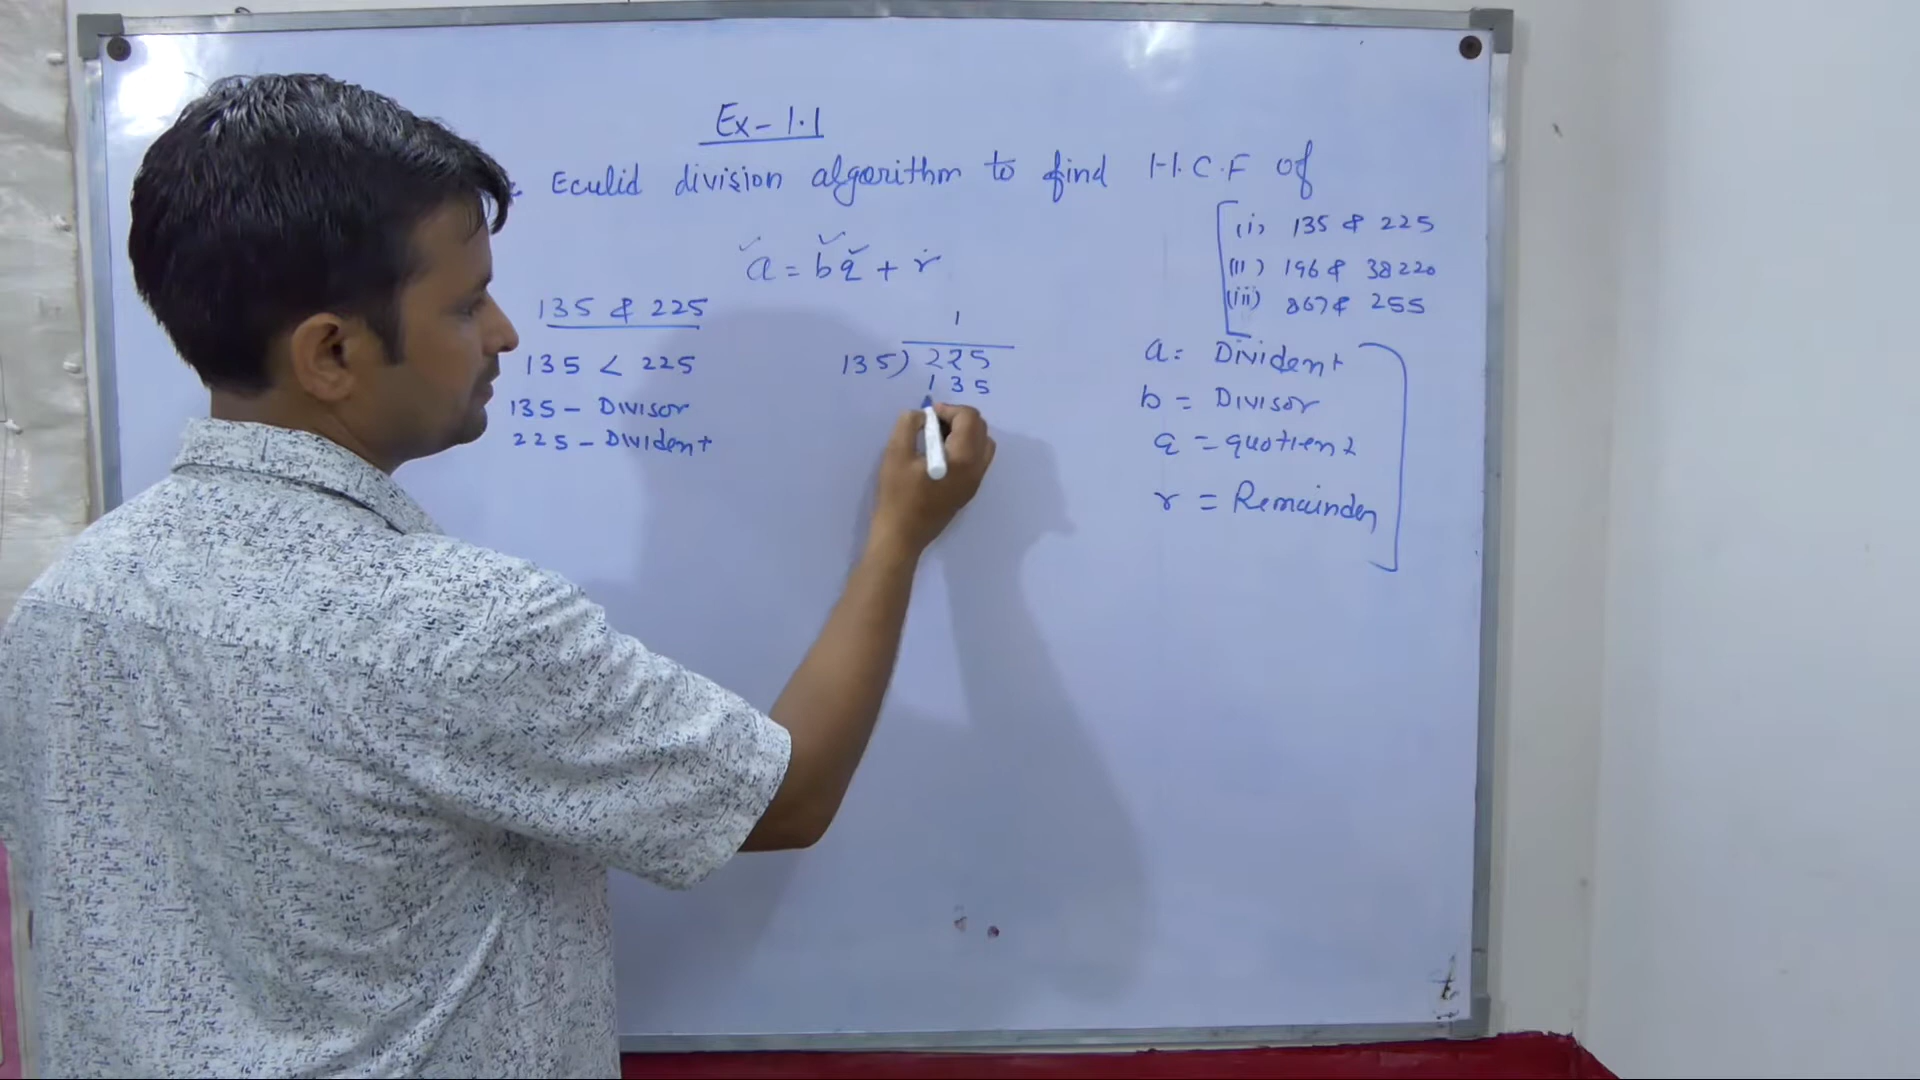 Ex-1.1
Eculid division algorithm to find H.C.F of
(i) 135 & 225
(ii) 196 & 38220
(iii) 867 & 255
a = bq + r
135 & 225
135 < 225
135 - Divisor
225 - Divident
1
135) 225
135
a = Divident
b = Divisor
q = quotient
r = Remainder